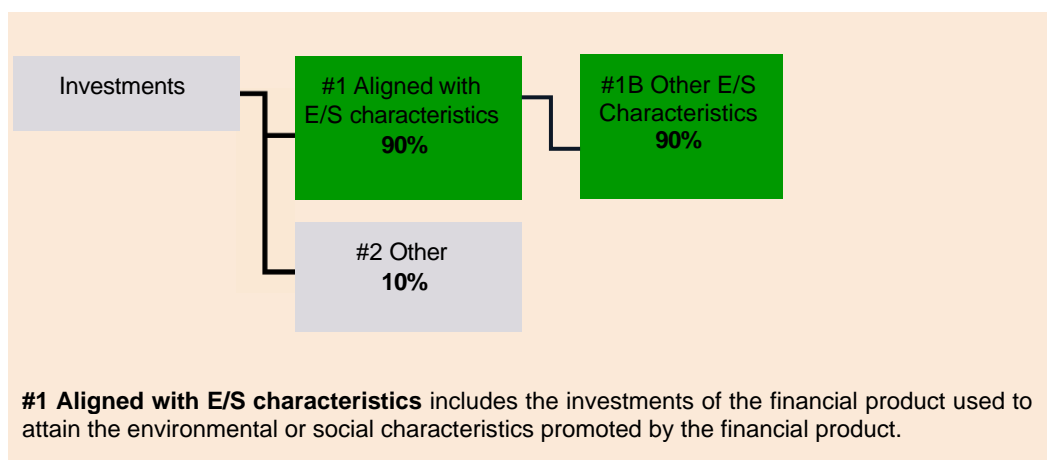 Investments
#1 Aligned with
E/S characteristics
90%
#1B Other E/S
Characteristics
90%
#2 Other
10%
#1 Aligned with E/S characteristics includes the investments of the financial product used to
attain the environmental or social characteristics promoted by the financial product.